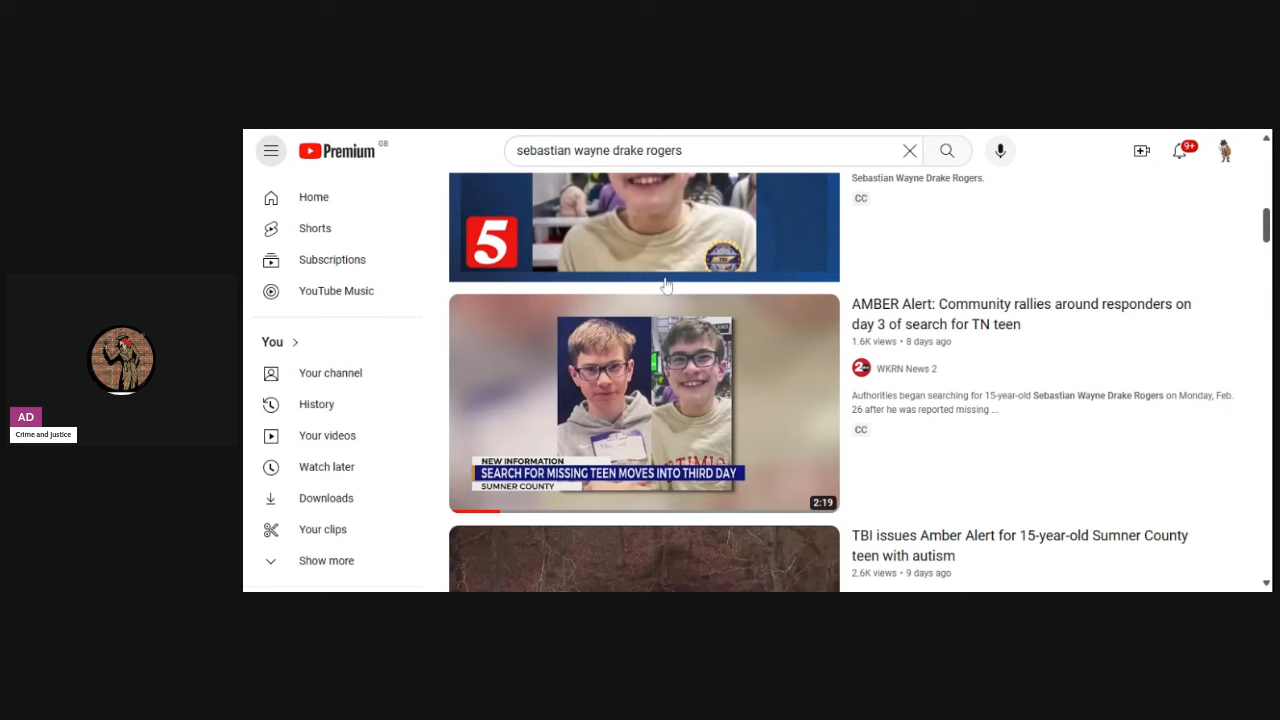 Premium GB
sebastian wayne drake rogers
9+
Home
Shorts
Subscriptions
YouTube Music
You
Your channel
History
Your videos
Watch later
Downloads
Your clips
Show more
AD
Crime and Justice
5
Sebastian Wayne Drake Rogers.
CC
NEW INFORMATION
SEARCH FOR MISSING TEEN MOVES INTO THIRD DAY
SUMNER COUNTY
2:19
AMBER Alert: Community rallies around responders on
day 3 of search for TN teen
1.6K views • 8 days ago
2
WKRN News 2
Authorities began searching for 15-year-old Sebastian Wayne Drake Rogers on Monday, Feb.
26 after he was reported missing ...
CC
TBI issues Amber Alert for 15-year-old Sumner County
teen with autism
2.6K views • 9 days ago